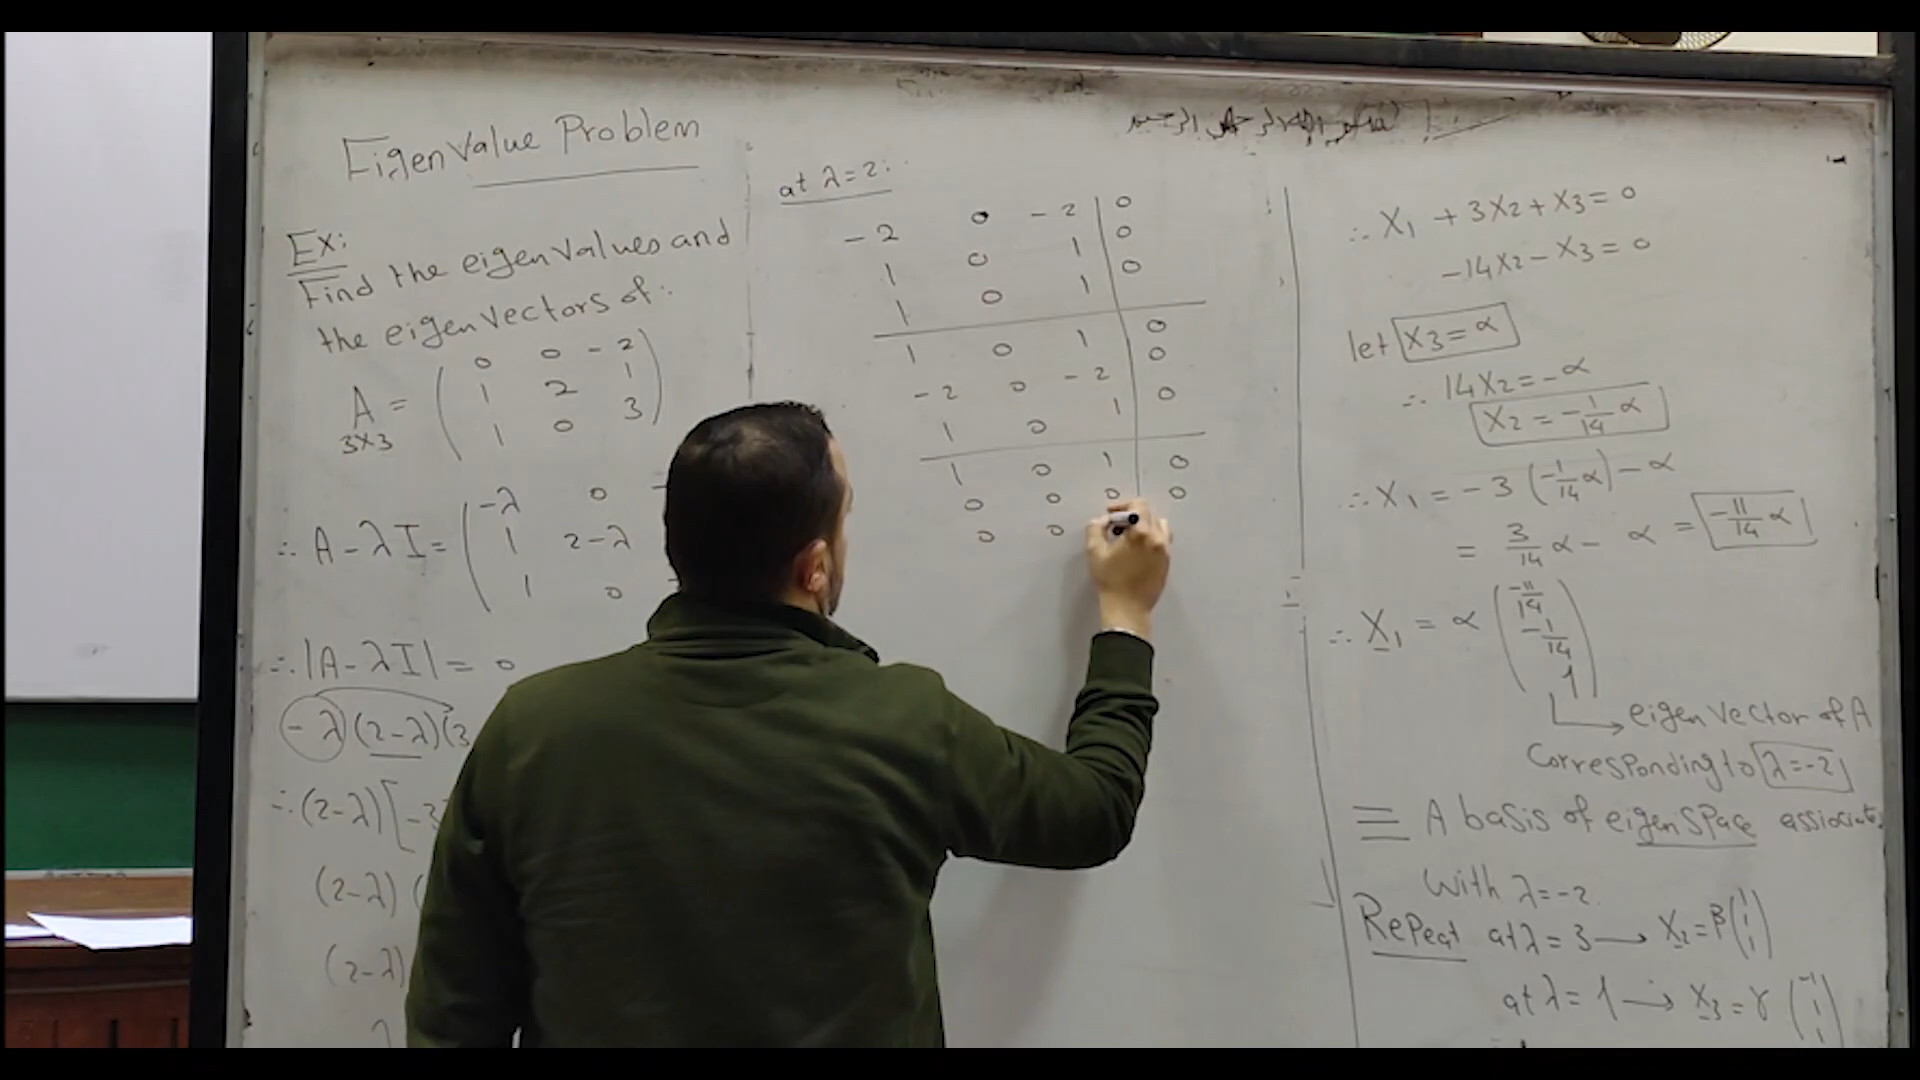 Eigen Value Problem
Ex:
Find the eigen values and
the eigen vectors of:
A = ( 0 0 -2
3x3 1 2 1
1 0 3 )
∴ A - λI = ( -λ 0 -
1 2-λ
1 0
∴ |A - λI| = 0
-λ (2-λ)(3
∴ (2-λ)[-3
(2-λ)(
(2-λ)
λ
at λ = 2:
-2 0 -2 | 0
1 0 1 | 0
1 0 1 | 0
1 0 1 | 0
-2 0 -2 | 0
1 0 1 | 0
1 0 1 | 0
0 0 0 | 0
0 0
∴ X1 + 3X2 + X3 = 0
-14X2 - X3 = 0
let X3 = α
∴ 14X2 = -α
X2 = -1/14 α
∴ X1 = -3 (-1/14 α) - α
= 3/14 α - α = -11/14 α
∴ X1 = α ( -11/14
-1/14
1 )
eigen vector of A
Corresponding to λ = -2
≡ A basis of eigen space assiociate
with λ = -2
Repeat at λ = 3 → X2 = β ( 1
1
1 )
at λ = 1 → X3 = γ ( -1
1
1 )